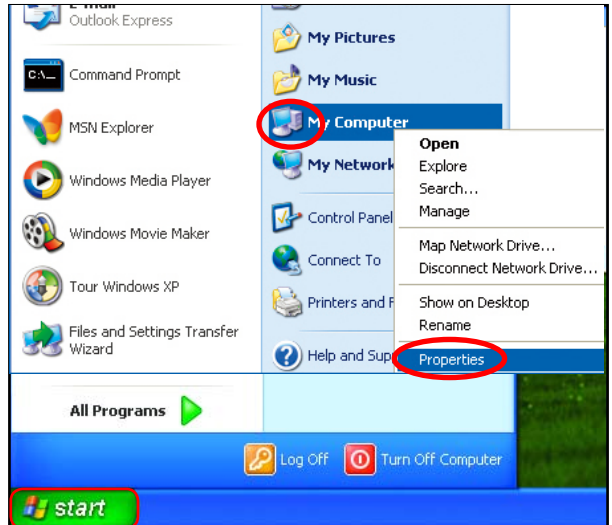 E-mail
Outlook Express
Command Prompt
MSN Explorer
Windows Media Player
Windows Movie Maker
Tour Windows XP
Files and Settings Transfer
Wizard
All Programs
My Pictures
My Music
My Computer
My Network
Control Panel
Connect To
Printers and F
Help and Sup
Open
Explore
Search...
Manage
Map Network Drive...
Disconnect Network Drive...
Show on Desktop
Rename
Properties
Log Off
Turn Off Computer
start
C:\_